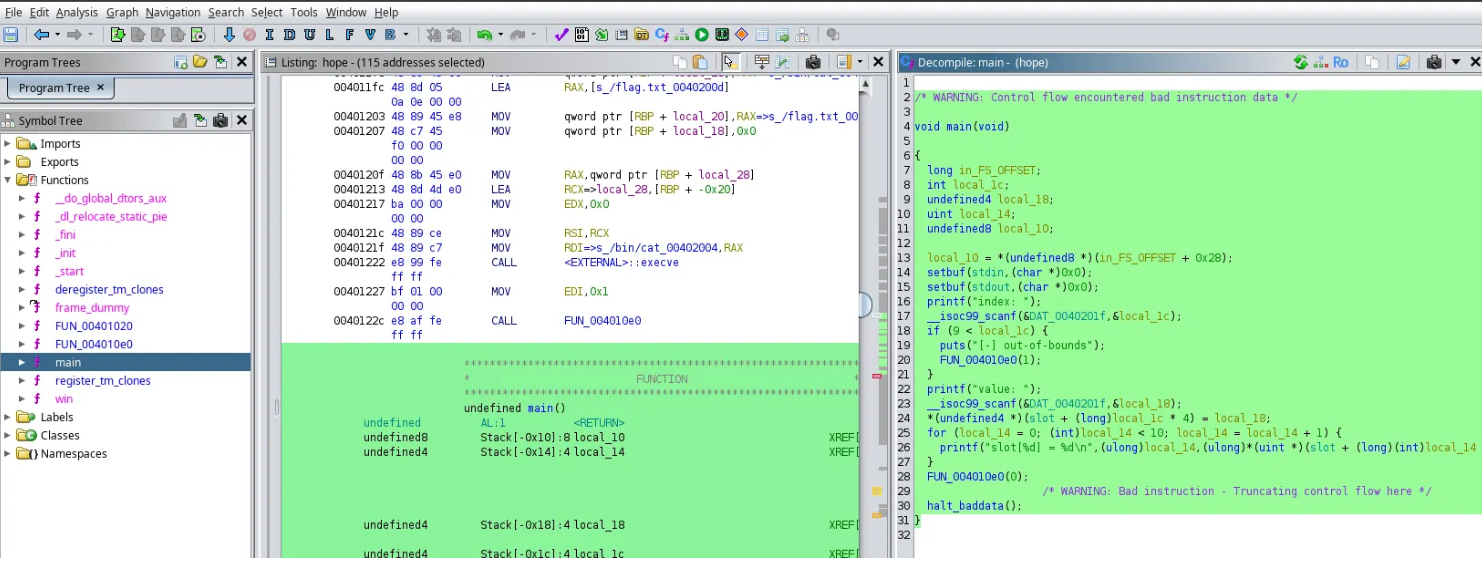 File Edit Analysis Graph Navigation Search Select Tools Window Help
I D U L F V B
Program Trees
Program Tree ×
Symbol Tree
Imports
Exports
Functions
f __do_global_dtors_aux
f _dl_relocate_static_pie
f _fini
f _init
f _start
f deregister_tm_clones
f frame_dummy
f FUN_00401020
f FUN_004010e0
f main
f register_tm_clones
f win
Labels
Classes
{} Namespaces
Listing: hope - (115 addresses selected)
004011fc 48 8d 05 LEA RAX,[s_/flag.txt_0040200d]
0a 0e 00 00
00401203 48 89 45 e8 MOV qword ptr [RBP + local_20],RAX=>s_/flag.txt_00
00401207 48 c7 45 MOV qword ptr [RBP + local_18],0x0
f0 00 00
00 00
0040120f 48 8b 45 e0 MOV RAX,qword ptr [RBP + local_28]
00401213 48 8d 4d e0 LEA RCX=>local_28,[RBP + -0x20]
00401217 ba 00 00 MOV EDX,0x0
00 00
0040121c 48 89 ce MOV RSI,RCX
0040121f 48 89 c7 MOV RDI=>s_/bin/cat_00402004,RAX
00401222 e8 99 fe CALL <EXTERNAL>::execve
ff ff
00401227 bf 01 00 MOV EDI,0x1
00 00
0040122c e8 af fe CALL FUN_004010e0
ff ff
* FUNCTION *
undefined main()
undefined AL:1 <RETURN>
undefined8 Stack[-0x10]:8 local_10 XREF[
undefined4 Stack[-0x14]:4 local_14 XREF[
undefined4 Stack[-0x18]:4 local_18 XREF[
undefined4 Stack[-0x1c]:4 local_1c XREF[
Decompile: main - (hope)
Ro
1
2 /* WARNING: Control flow encountered bad instruction data */
3
4 void main(void)
5
6 {
7 long in_FS_OFFSET;
8 int local_1c;
9 undefined4 local_18;
10 uint local_14;
11 undefined8 local_10;
12
13 local_10 = *(undefined8 *)(in_FS_OFFSET + 0x28);
14 setbuf(stdin,(char *)0x0);
15 setbuf(stdout,(char *)0x0);
16 printf("index: ");
17 __isoc99_scanf(&DAT_0040201f,&local_1c);
18 if (9 < local_1c) {
19 puts("[-] out-of-bounds");
20 FUN_004010e0(1);
21 }
22 printf("value: ");
23 __isoc99_scanf(&DAT_0040201f,&local_18);
24 *(undefined4 *)(slot + (long)local_1c * 4) = local_18;
25 for (local_14 = 0; (int)local_14 < 10; local_14 = local_14 + 1) {
26 printf("slot[%d] = %d\n",(ulong)local_14,(ulong)*(uint *)(slot + (long)(int)local_14
27 }
28 FUN_004010e0(0);
29 /* WARNING: Bad instruction - Truncating control flow here */
30 halt_baddata();
31 }
32